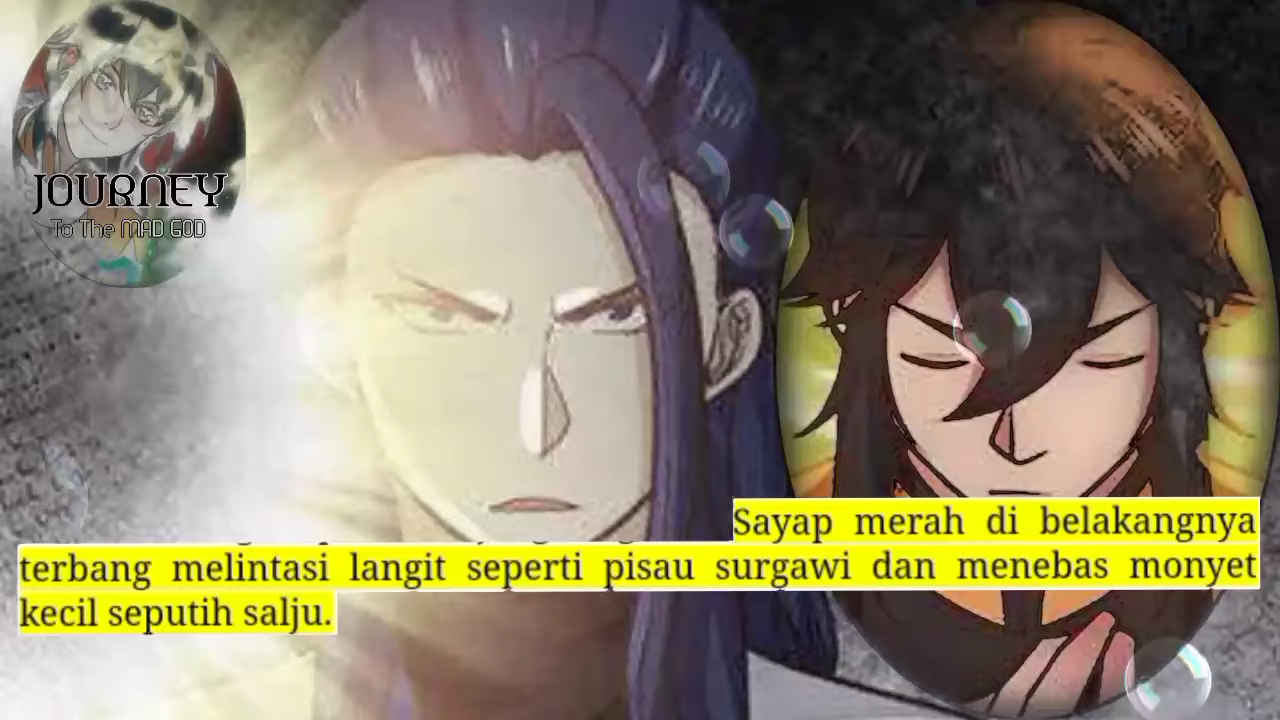 JOURNEY
To The MAD GOD
Sayap merah di belakangnya
terbang melintasi langit seperti pisau surgawi dan menebas monyet
kecil seputih salju.